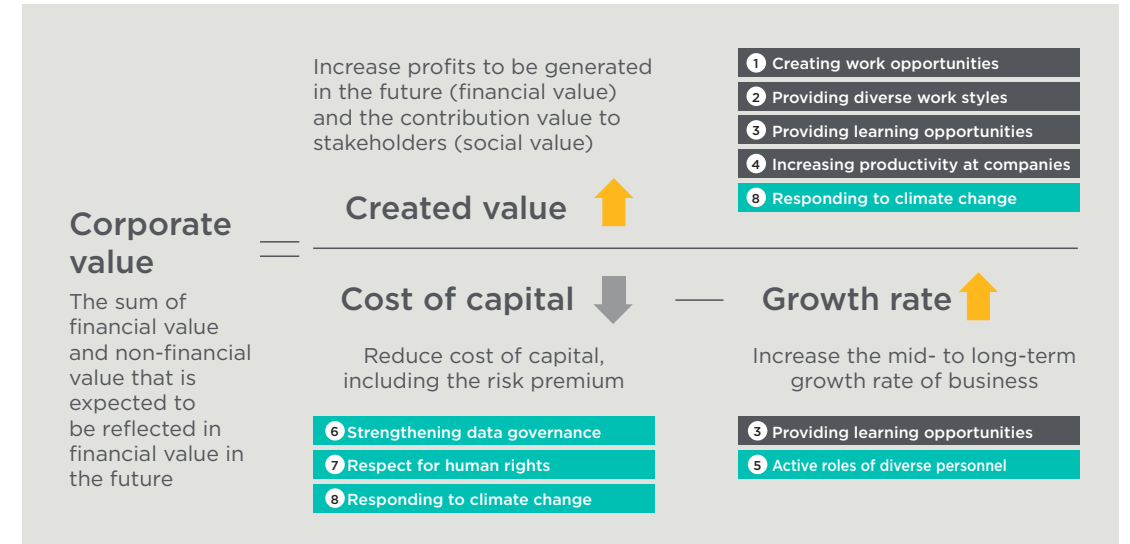 Increase profits to be generated
in the future (financial value)
and the contribution value to
stakeholders (social value)
1 Creating work opportunities
2 Providing diverse work styles
3 Providing learning opportunities
4 Increasing productivity at companies
8 Responding to climate change
Created value
Corporate
value
=
The sum of
financial value
and non-financial
value that is
expected to
be reflected in
financial value in
the future
Cost of capital — Growth rate
Reduce cost of capital,
including the risk premium
6 Strengthening data governance
7 Respect for human rights
8 Responding to climate change
Increase the mid- to long-term
growth rate of business
3 Providing learning opportunities
5 Active roles of diverse personnel